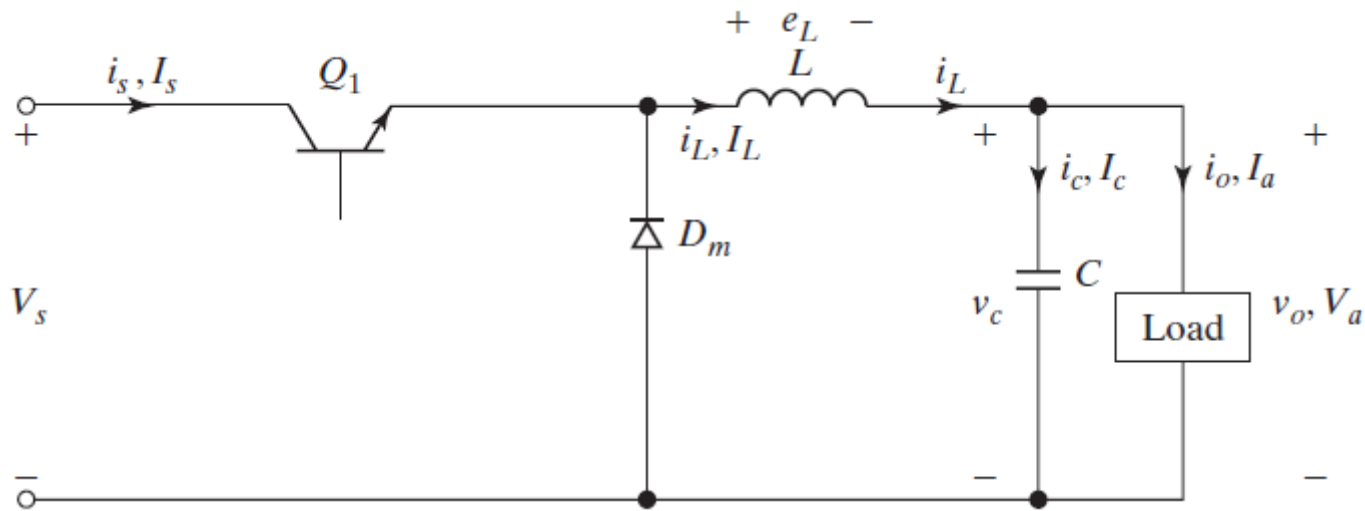 + e_L −
i_s, I_s Q_1 L i_L
+ i_L, I_L + i_c, I_c i_o, I_a +
D_m C
V_s v_c Load v_o, V_a
− − −